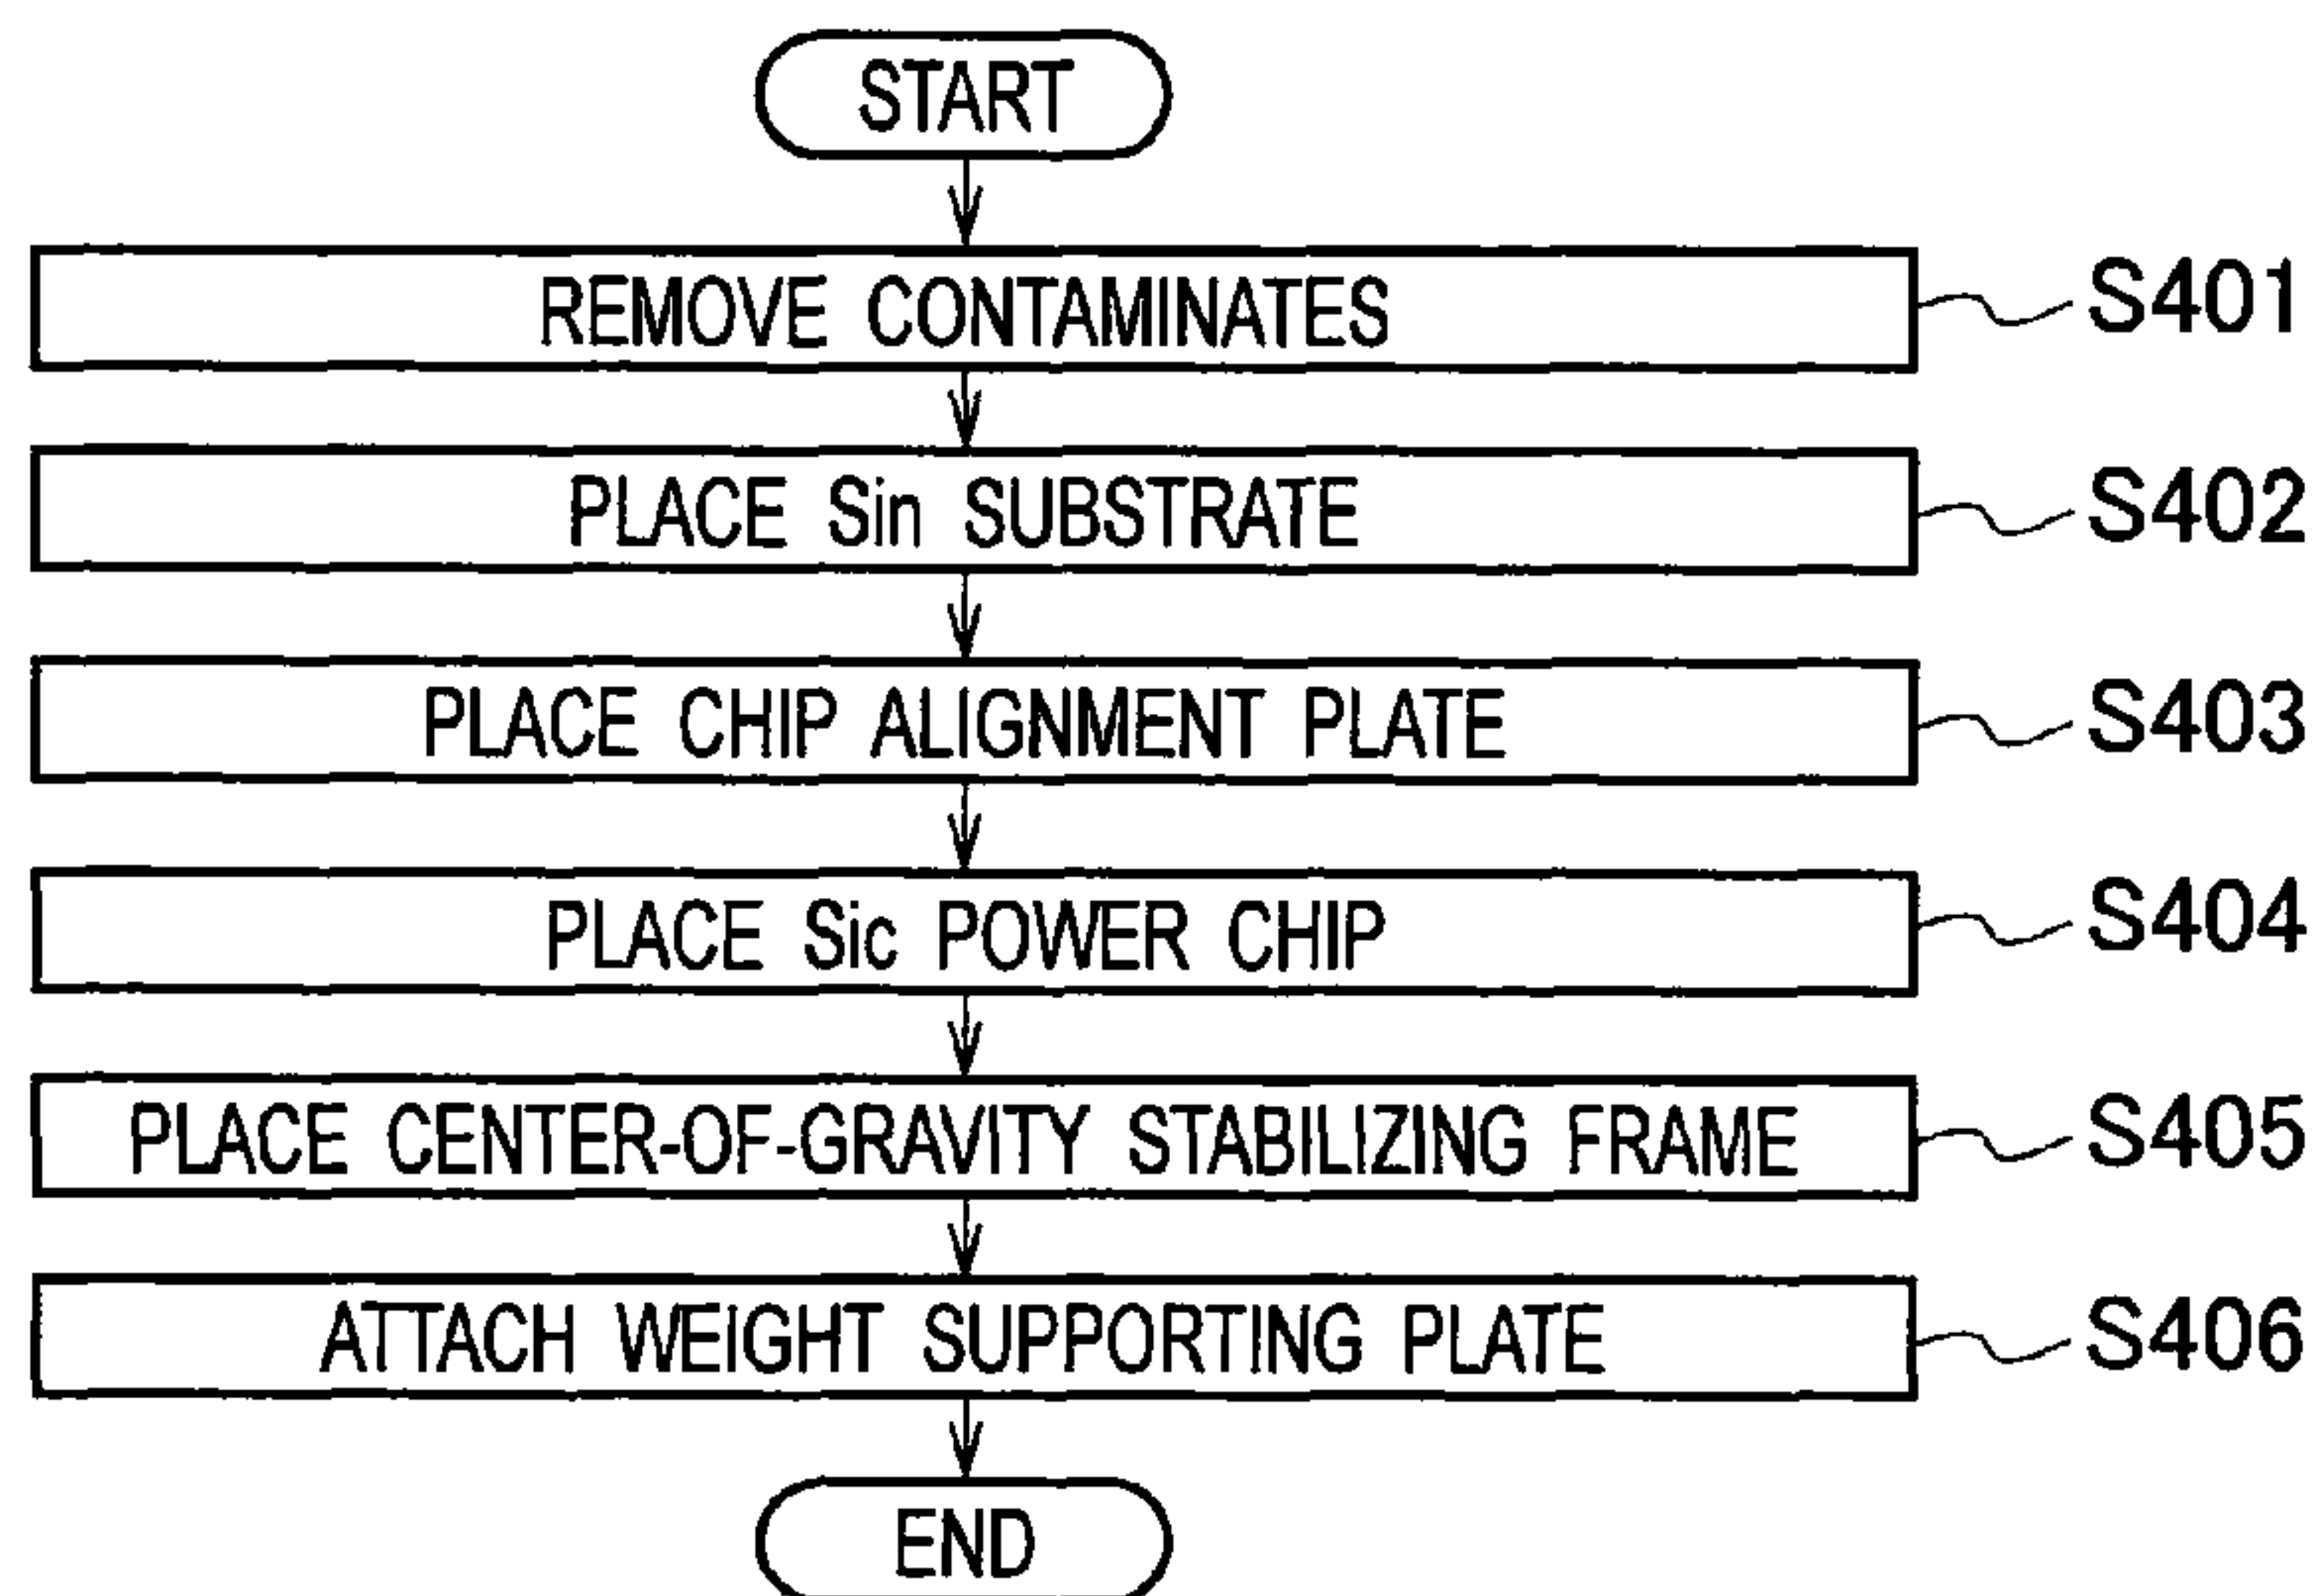 START
REMOVE CONTAMINATES S401
PLACE Sin SUBSTRATE S402
PLACE CHIP ALIGNMENT PLATE S403
PLACE Sic POWER CHIP S404
PLACE CENTER-OF-GRAVITY STABILIZING FRAME S405
ATTACH WEIGHT SUPPORTING PLATE S406
END